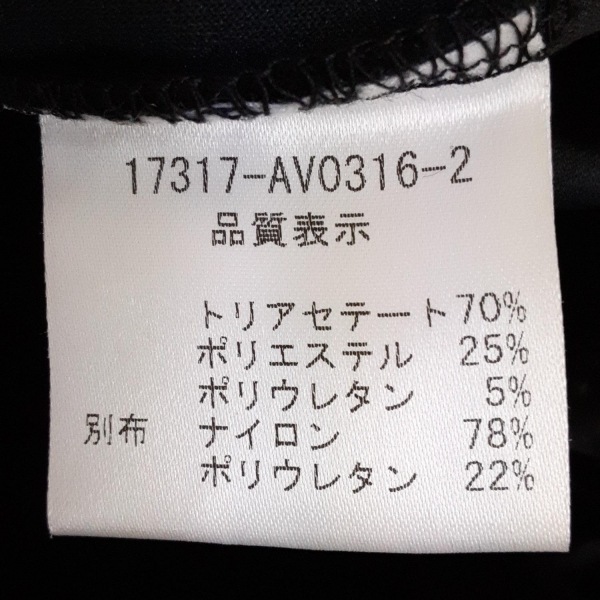 17317-AV0316-2
品質表示
トリアセテート 70%
ポリエステル 25%
ポリウレタン 5%
別布 ナイロン 78%
ポリウレタン 22%